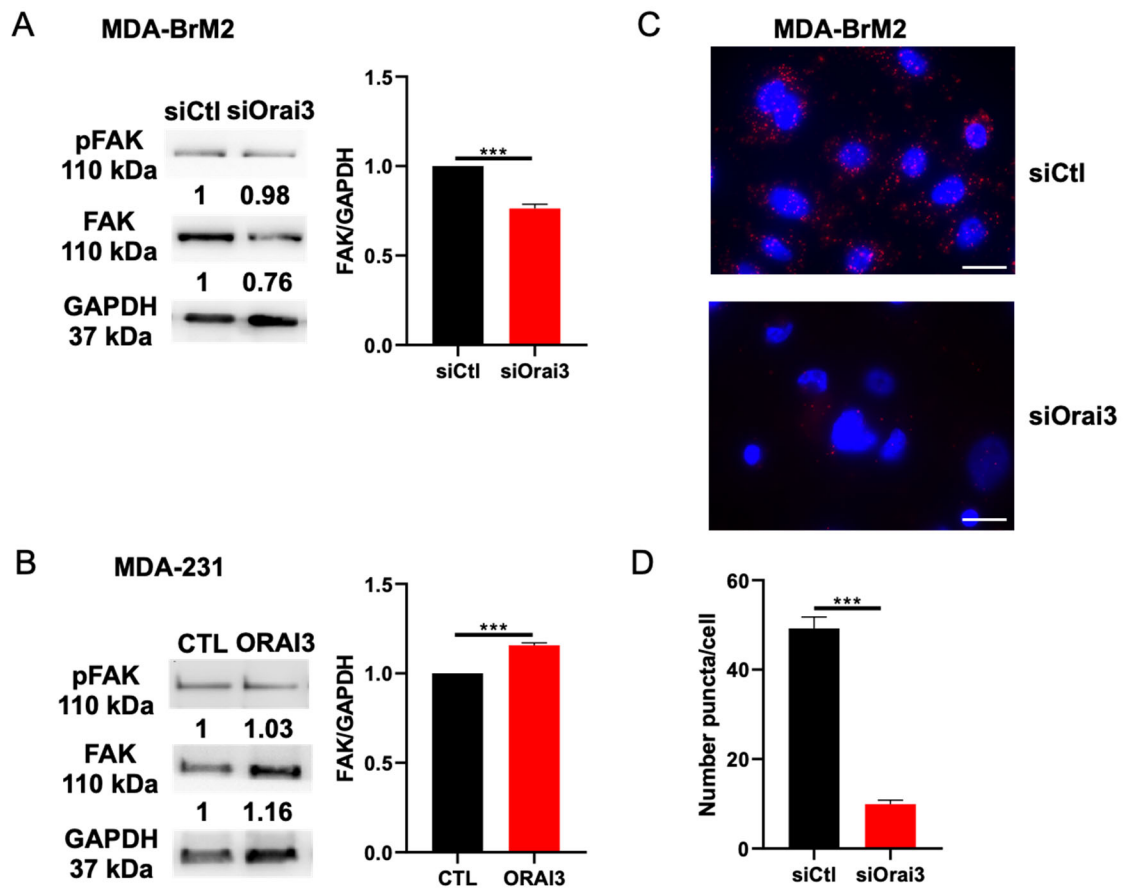 A
MDA-BrM2
siCtl siOrai3
pFAK
110 kDa
1 0.98
FAK
110 kDa
1 0.76
GAPDH
37 kDa
FAK/GAPDH
1.5
1.0
0.5
0.0
***
siCtl siOrai3
C
MDA-BrM2
siCtl
siOrai3
B
MDA-231
CTL ORAI3
pFAK
110 kDa
1 1.03
FAK
110 kDa
1 1.16
GAPDH
37 kDa
FAK/GAPDH
1.5
1.0
0.5
0.0
***
CTL ORAI3
D
Number puncta/cell
60
40
20
0
***
siCtl siOrai3